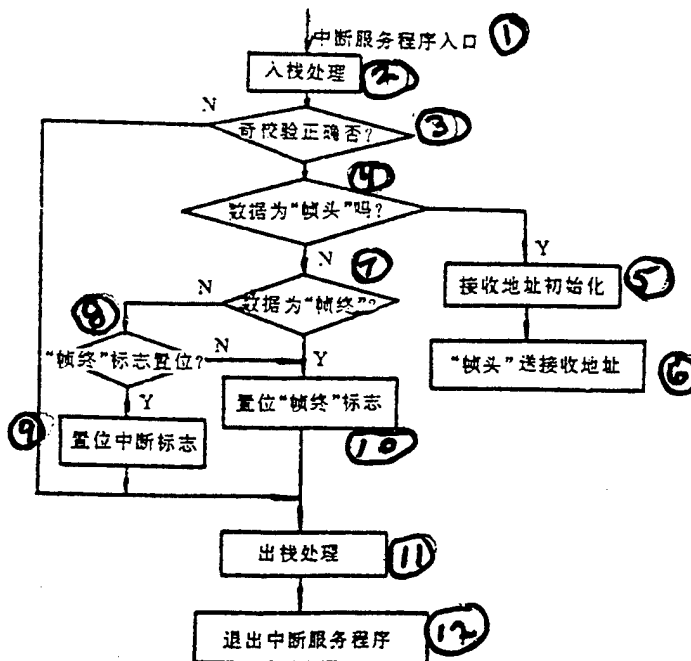 中断服务程序入口 ①
入栈处理 ②
N
奇校验正确否? ③
④
数据为“帧头”吗?
Y
N ⑦
接收地址初始化 ⑤
N
数据为“帧终”?
⑧
“帧终”标志置位? N
Y
“帧头”送接收地址 ⑥
Y
置位“帧终”标志
⑨ 置位中断标志
⑩
出栈处理 ⑪
退出中断服务程序 ⑫